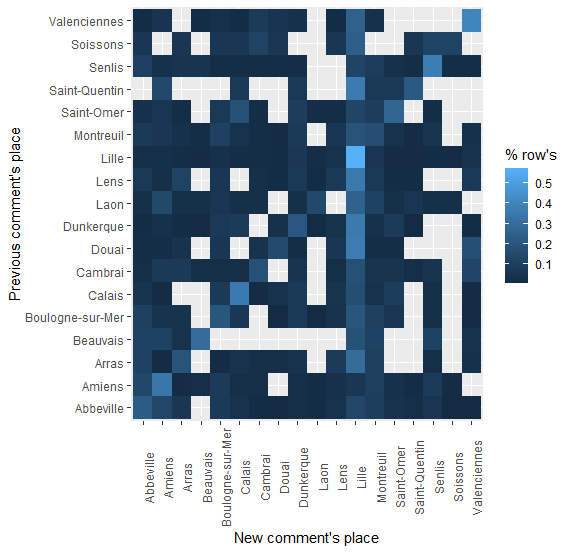 Previous comment's place
Valenciennes
Soissons
Senlis
Saint-Quentin
Saint-Omer
Montreuil
Lille
Lens
Laon
Dunkerque
Douai
Cambrai
Calais
Boulogne-sur-Mer
Beauvais
Arras
Amiens
Abbeville
Abbeville
Amiens
Arras
Beauvais
Boulogne-sur-Mer
Calais
Cambrai
Douai
Dunkerque
Laon
Lens
Lille
Montreuil
Saint-Omer
Saint-Quentin
Senlis
Soissons
Valenciennes
New comment's place
% row's
0.5
0.4
0.3
0.2
0.1